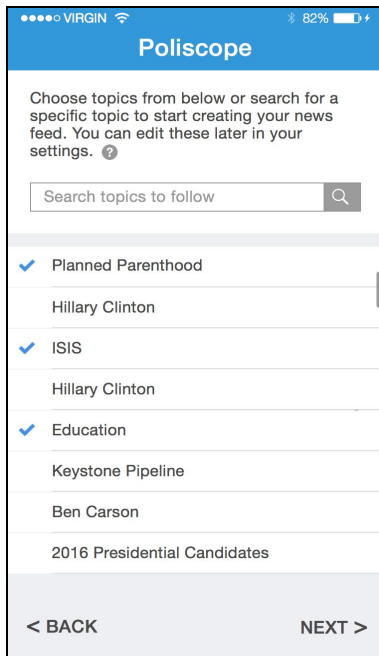 VIRGIN 82%
Poliscope
Choose topics from below or search for a
specific topic to start creating your news
feed. You can edit these later in your
settings. ?
Search topics to follow
Planned Parenthood
Hillary Clinton
ISIS
Hillary Clinton
Education
Keystone Pipeline
Ben Carson
2016 Presidential Candidates
< BACK NEXT >